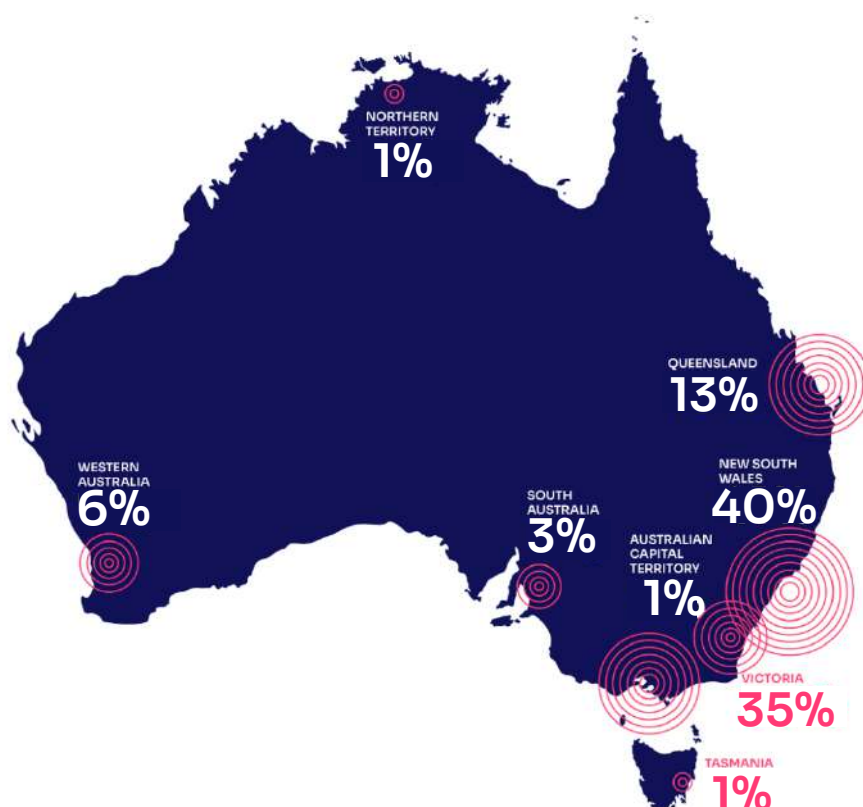 NORTHERN
TERRITORY
1%
QUEENSLAND
13%
WESTERN
AUSTRALIA
6%
SOUTH
AUSTRALIA
3%
NEW SOUTH
WALES
40%
AUSTRALIAN
CAPITAL
TERRITORY
1%
VICTORIA
35%
TASMANIA
1%